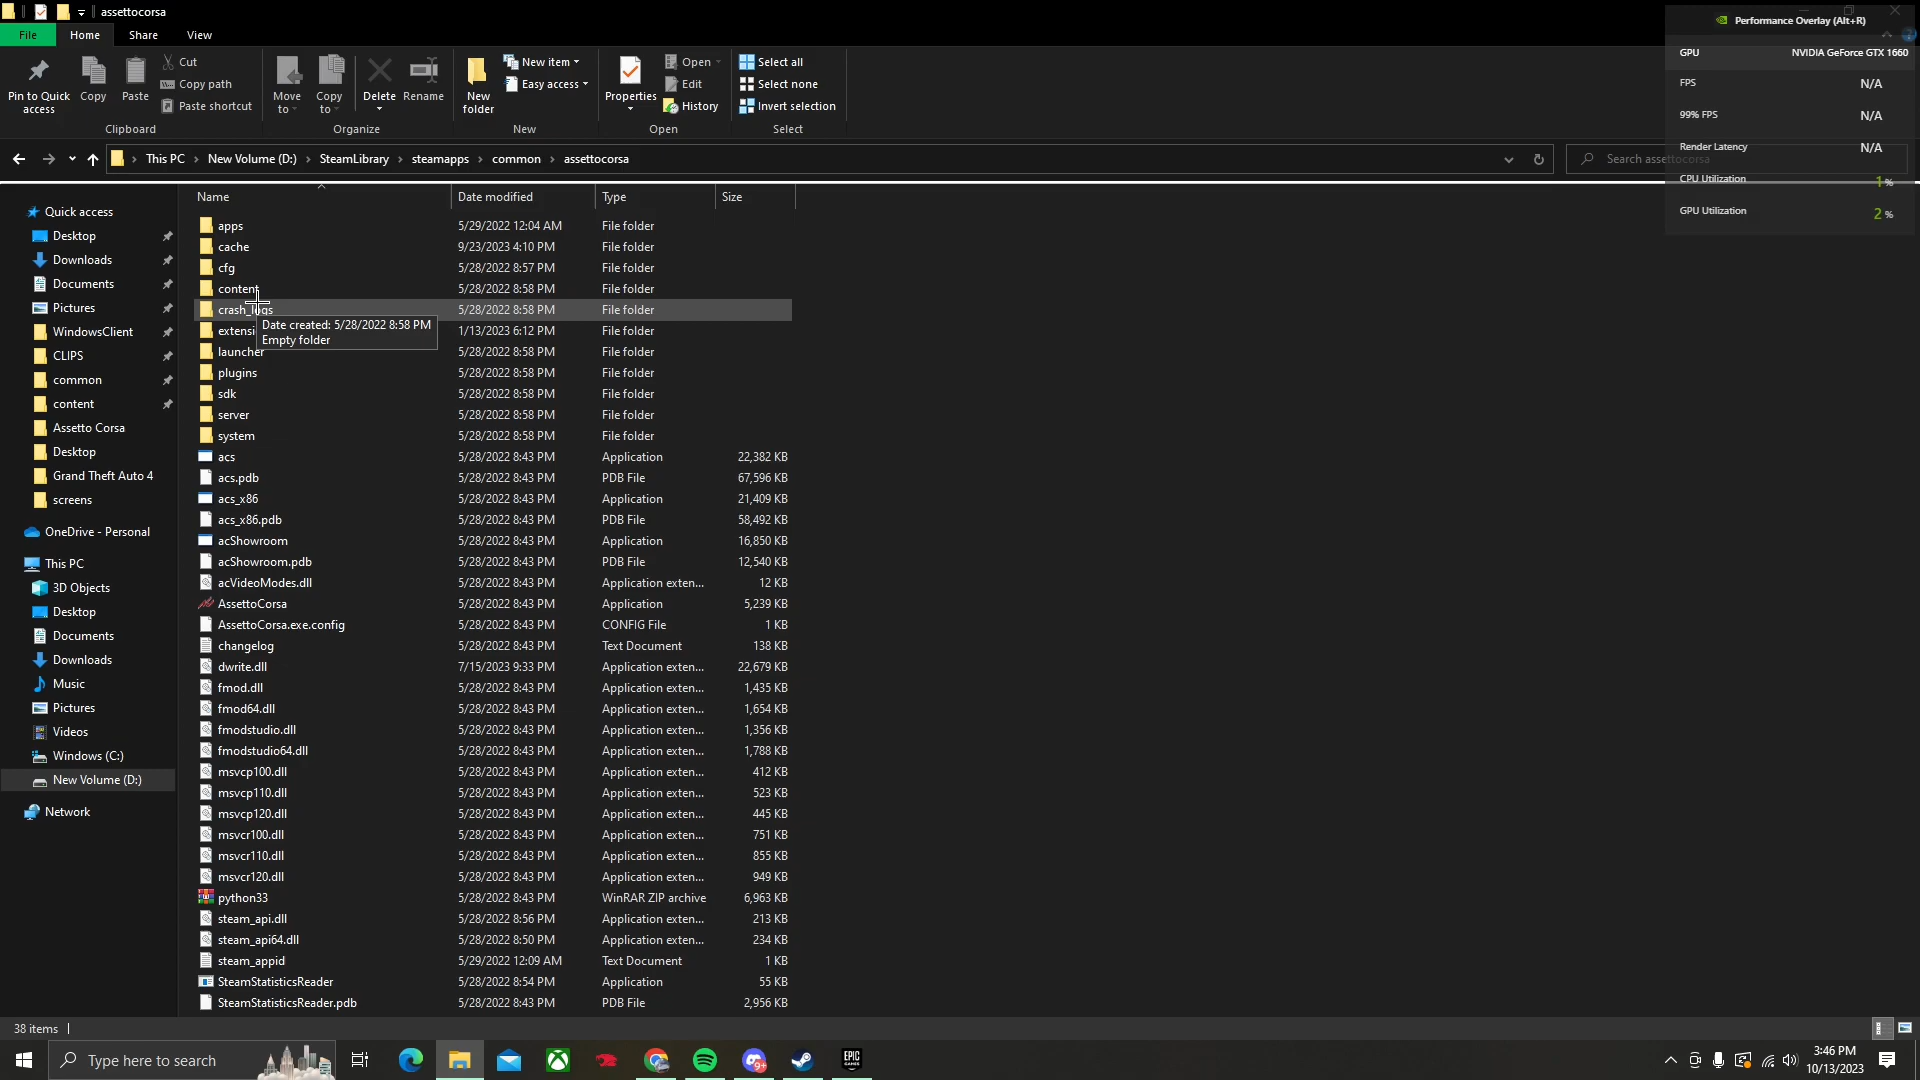 assettocorsa
File
Home
Share
View
Pin to Quick access
Copy
Paste
Cut
Copy path
Paste shortcut
Clipboard
Move to
Copy to
Delete
Rename
Organize
New folder
New item
Easy access
New
Properties
Open
Edit
History
Open
Select all
Select none
Invert selection
Select
Performance Overlay (Alt+R)
GPU NVIDIA GeForce GTX 1660
FPS N/A
99% FPS N/A
Render Latency N/A
CPU Utilization 1 %
GPU Utilization 2 %
This PC › New Volume (D:) › SteamLibrary › steamapps › common › assettocorsa
Search assettocorsa
Quick access
Desktop
Downloads
Documents
Pictures
WindowsClient
CLIPS
common
content
Assetto Corsa
Desktop
Grand Theft Auto 4
screens
OneDrive - Personal
This PC
3D Objects
Desktop
Documents
Downloads
Music
Pictures
Videos
Windows (C:)
New Volume (D:)
Network
Name Date modified Type Size
apps 5/29/2022 12:04 AM File folder
cache 9/23/2023 4:10 PM File folder
cfg 5/28/2022 8:57 PM File folder
content 5/28/2022 8:58 PM File folder
crash_logs 5/28/2022 8:58 PM File folder
extensi 1/13/2023 6:12 PM File folder
Date created: 5/28/2022 8:58 PM
Empty folder
launcher 5/28/2022 8:58 PM File folder
plugins 5/28/2022 8:58 PM File folder
sdk 5/28/2022 8:58 PM File folder
server 5/28/2022 8:58 PM File folder
system 5/28/2022 8:58 PM File folder
acs 5/28/2022 8:43 PM Application 22,382 KB
acs.pdb 5/28/2022 8:43 PM PDB File 67,596 KB
acs_x86 5/28/2022 8:43 PM Application 21,409 KB
acs_x86.pdb 5/28/2022 8:43 PM PDB File 58,492 KB
acShowroom 5/28/2022 8:43 PM Application 16,850 KB
acShowroom.pdb 5/28/2022 8:43 PM PDB File 12,540 KB
acVideoModes.dll 5/28/2022 8:43 PM Application exten... 12 KB
AssettoCorsa 5/28/2022 8:43 PM Application 5,239 KB
AssettoCorsa.exe.config 5/28/2022 8:43 PM CONFIG File 1 KB
changelog 5/28/2022 8:43 PM Text Document 138 KB
dwrite.dll 7/15/2023 9:33 PM Application exten... 22,679 KB
fmod.dll 5/28/2022 8:43 PM Application exten... 1,435 KB
fmod64.dll 5/28/2022 8:43 PM Application exten... 1,654 KB
fmodstudio.dll 5/28/2022 8:43 PM Application exten... 1,356 KB
fmodstudio64.dll 5/28/2022 8:43 PM Application exten... 1,788 KB
msvcp100.dll 5/28/2022 8:43 PM Application exten... 412 KB
msvcp110.dll 5/28/2022 8:43 PM Application exten... 523 KB
msvcp120.dll 5/28/2022 8:43 PM Application exten... 445 KB
msvcr100.dll 5/28/2022 8:43 PM Application exten... 751 KB
msvcr110.dll 5/28/2022 8:43 PM Application exten... 855 KB
msvcr120.dll 5/28/2022 8:43 PM Application exten... 949 KB
python33 5/28/2022 8:43 PM WinRAR ZIP archive 6,963 KB
steam_api.dll 5/28/2022 8:56 PM Application exten... 213 KB
steam_api64.dll 5/28/2022 8:50 PM Application exten... 234 KB
steam_appid 5/29/2022 12:09 AM Text Document 1 KB
SteamStatisticsReader 5/28/2022 8:54 PM Application 55 KB
SteamStatisticsReader.pdb 5/28/2022 8:43 PM PDB File 2,956 KB
38 items
Type here to search
9+
EPIC GAMES
3:46 PM
10/13/2023